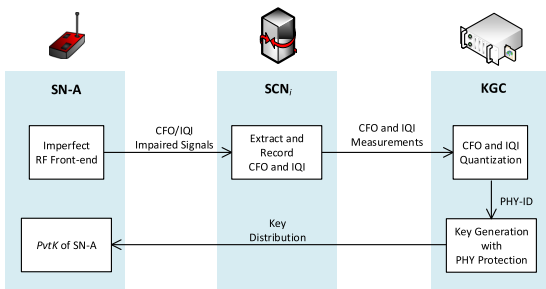 SN-A
SCNi
KGC
Imperfect
RF Front-end
CFO/IQI
Impaired Signals
Extract and
Record
CFO and IQI
CFO and IQI
Measurements
CFO and IQI
Quantization
PHY-ID
PvtK of SN-A
Key
Distribution
Key Generation
with
PHY Protection